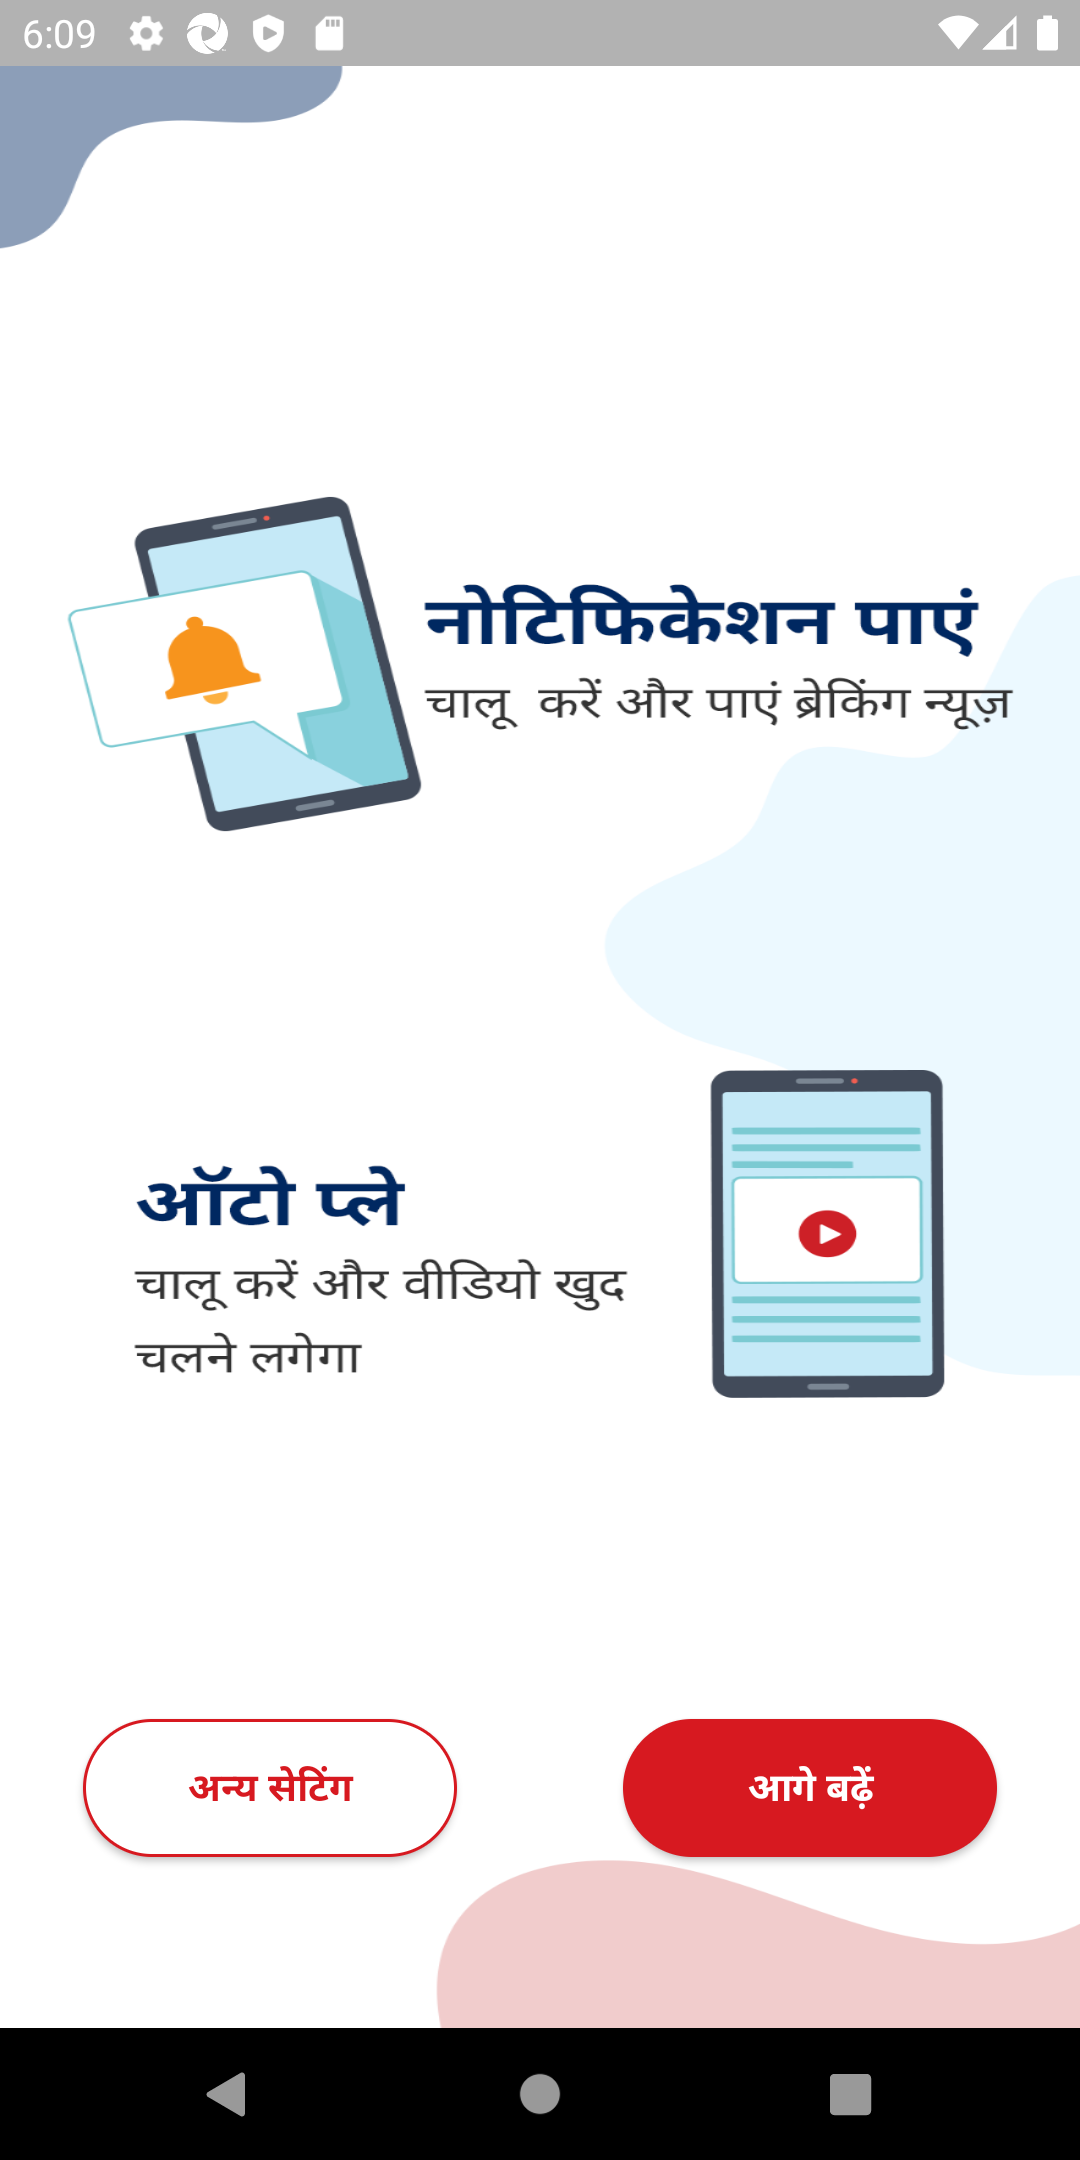 6:09
नोटिफिकेशन पाएं
चालू करें और पाएं ब्रेकिंग न्यूज़
ऑटो प्ले
चालू करें और वीडियो खुद
चलने लगेगा
अन्य सेटिंग
आगे बढ़ें